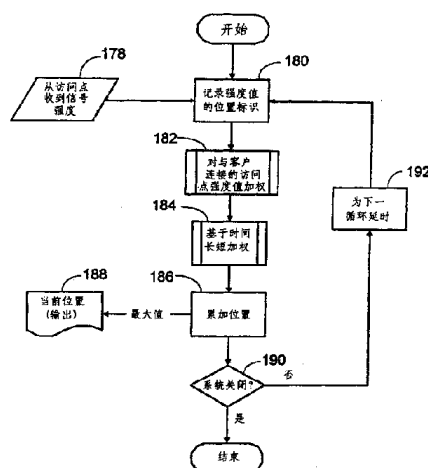 开始
178
从访问点
收到信号
强度
180
记录强度值
的位置标识
182
对与客户
连接的访问
点强度值加权
184
基于时间
长短加权
192
为下一
循环延时
188
当前位置
(输出)
最大值
186
累加位置
190
系统关闭?
否
是
结束